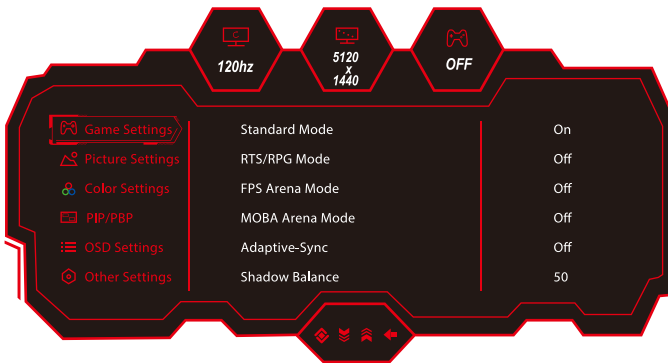 120hz
5120
x
1440
OFF
Game Settings
Standard Mode
On
Picture Settings
RTS/RPG Mode
Off
Color Settings
FPS Arena Mode
Off
PIP/PBP
MOBA Arena Mode
Off
OSD Settings
Adaptive-Sync
Off
Other Settings
Shadow Balance
50